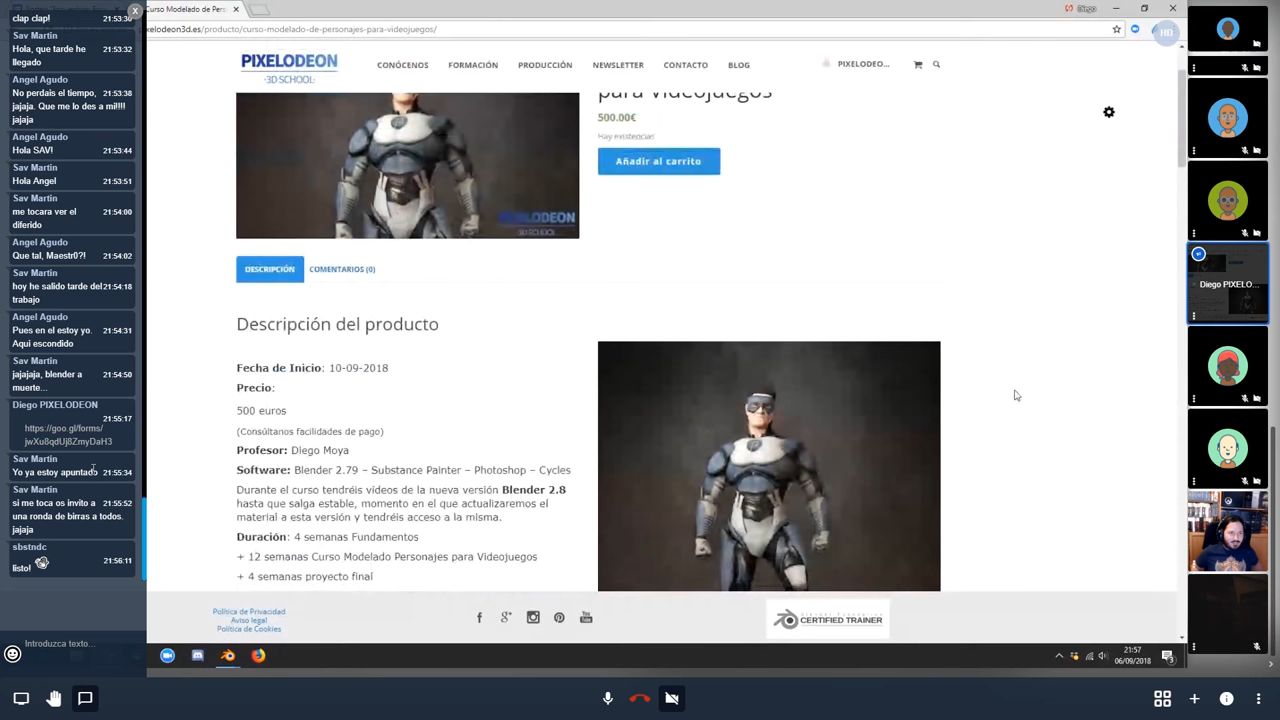 clap clap!
21:53:30
Sav Martin
Hola, que tarde he
llegado
21:53:32
Angel Agudo
No perdais el tiempo,
jajaja. Que me lo des a mi!!!!
jajaja
21:53:38
Angel Agudo
Hola SAV!
21:53:44
Sav Martin
Hola Angel
21:53:51
Sav Martin
me tocara ver el
diferido
21:54:00
Angel Agudo
Que tal, Maestr0?!
21:54:02
Sav Martin
hoy he salido tarde del
trabajo
21:54:18
Angel Agudo
Pues en el estoy yo.
Aqui escondido
21:54:31
Sav Martin
jajajaja, blender a
muerte...
21:54:50
Diego PIXELODEON
21:55:17
https://goo.gl/forms/
jwXu8qdUj8ZmyDaH3
Sav Martin
Yo ya estoy apuntado
21:55:34
Sav Martin
si me toca os invito a
una ronda de birras a todos.
jajaja
21:55:52
sbstndc
listo!
21:56:11
Introduzca texto...
Curso Modelado de Pers
Diego
xelodeon3d.es/producto/curso-modelado-de-personajes-para-videojuegos/
HD
PIXELODEON
3D SCHOOL
CONÓCENOS
FORMACIÓN
PRODUCCIÓN
NEWSLETTER
CONTACTO
BLOG
PIXELODEO...
para videojuegos
500.00€
Hay existencias
Añadir al carrito
PIXELODEON
3D SCHOOL
DESCRIPCIÓN
COMENTARIOS (0)
Descripción del producto
Fecha de Inicio: 10-09-2018
Precio:
500 euros
(Consúltanos facilidades de pago)
Profesor: Diego Moya
Software: Blender 2.79 – Substance Painter – Photoshop – Cycles
Durante el curso tendréis vídeos de la nueva versión Blender 2.8
hasta que salga estable, momento en el que actualizaremos el
material a esta versión y tendréis acceso a la misma.
Duración: 4 semanas Fundamentos
+ 12 semanas Curso Modelado Personajes para Videojuegos
+ 4 semanas proyecto final
Política de Privacidad
Aviso legal
Política de Cookies
CERTIFIED TRAINER
21:57
06/09/2018
3
Diego PIXELO...